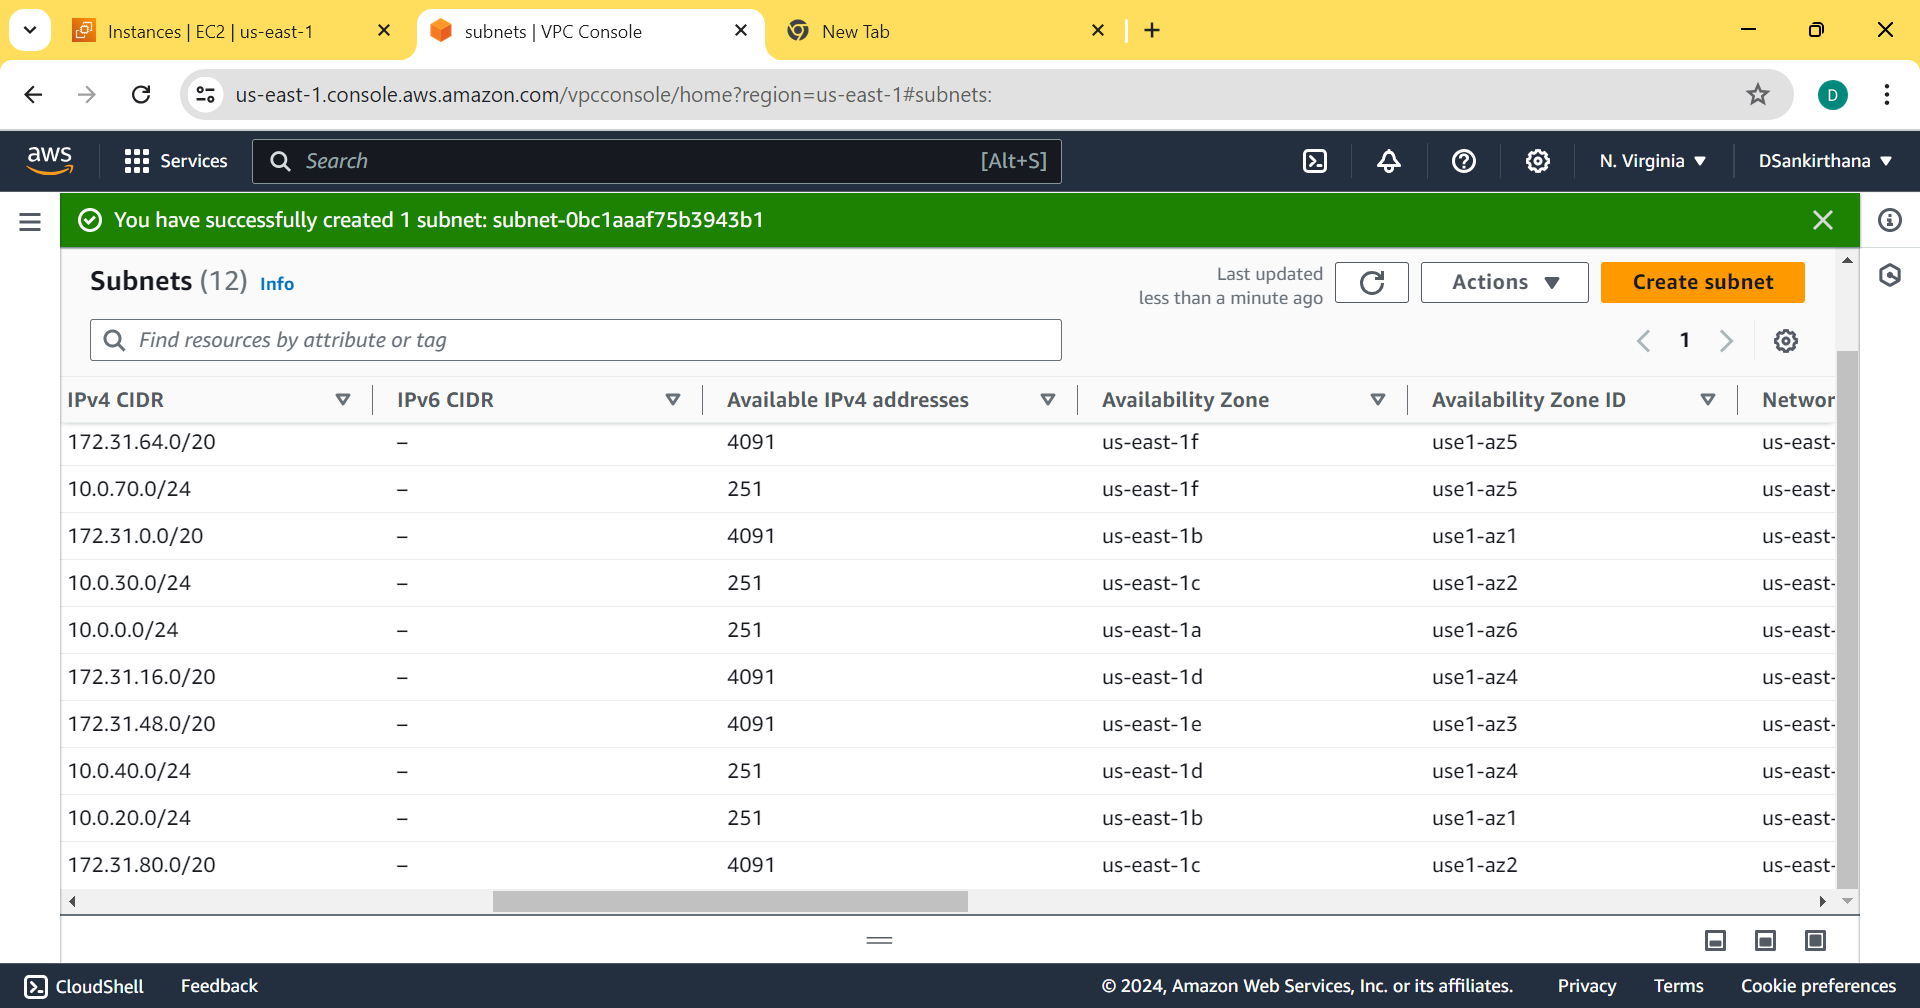 Instances | EC2 | us-east-1
subnets | VPC Console
New Tab
us-east-1.console.aws.amazon.com/vpcconsole/home?region=us-east-1#subnets:
D
aws
Services
Search
[Alt+S]
N. Virginia
DSankirthana
You have successfully created 1 subnet: subnet-0bc1aaaf75b3943b1
Subnets (12) Info
Last updated
less than a minute ago
Actions
Create subnet
Find resources by attribute or tag
1
IPv4 CIDR IPv6 CIDR Available IPv4 addresses Availability Zone Availability Zone ID Networ
172.31.64.0/20 – 4091 us-east-1f use1-az5 us-east-
10.0.70.0/24 – 251 us-east-1f use1-az5 us-east-
172.31.0.0/20 – 4091 us-east-1b use1-az1 us-east-
10.0.30.0/24 – 251 us-east-1c use1-az2 us-east-
10.0.0.0/24 – 251 us-east-1a use1-az6 us-east-
172.31.16.0/20 – 4091 us-east-1d use1-az4 us-east-
172.31.48.0/20 – 4091 us-east-1e use1-az3 us-east-
10.0.40.0/24 – 251 us-east-1d use1-az4 us-east-
10.0.20.0/24 – 251 us-east-1b use1-az1 us-east-
172.31.80.0/20 – 4091 us-east-1c use1-az2 us-east-
CloudShell Feedback © 2024, Amazon Web Services, Inc. or its affiliates. Privacy Terms Cookie preferences